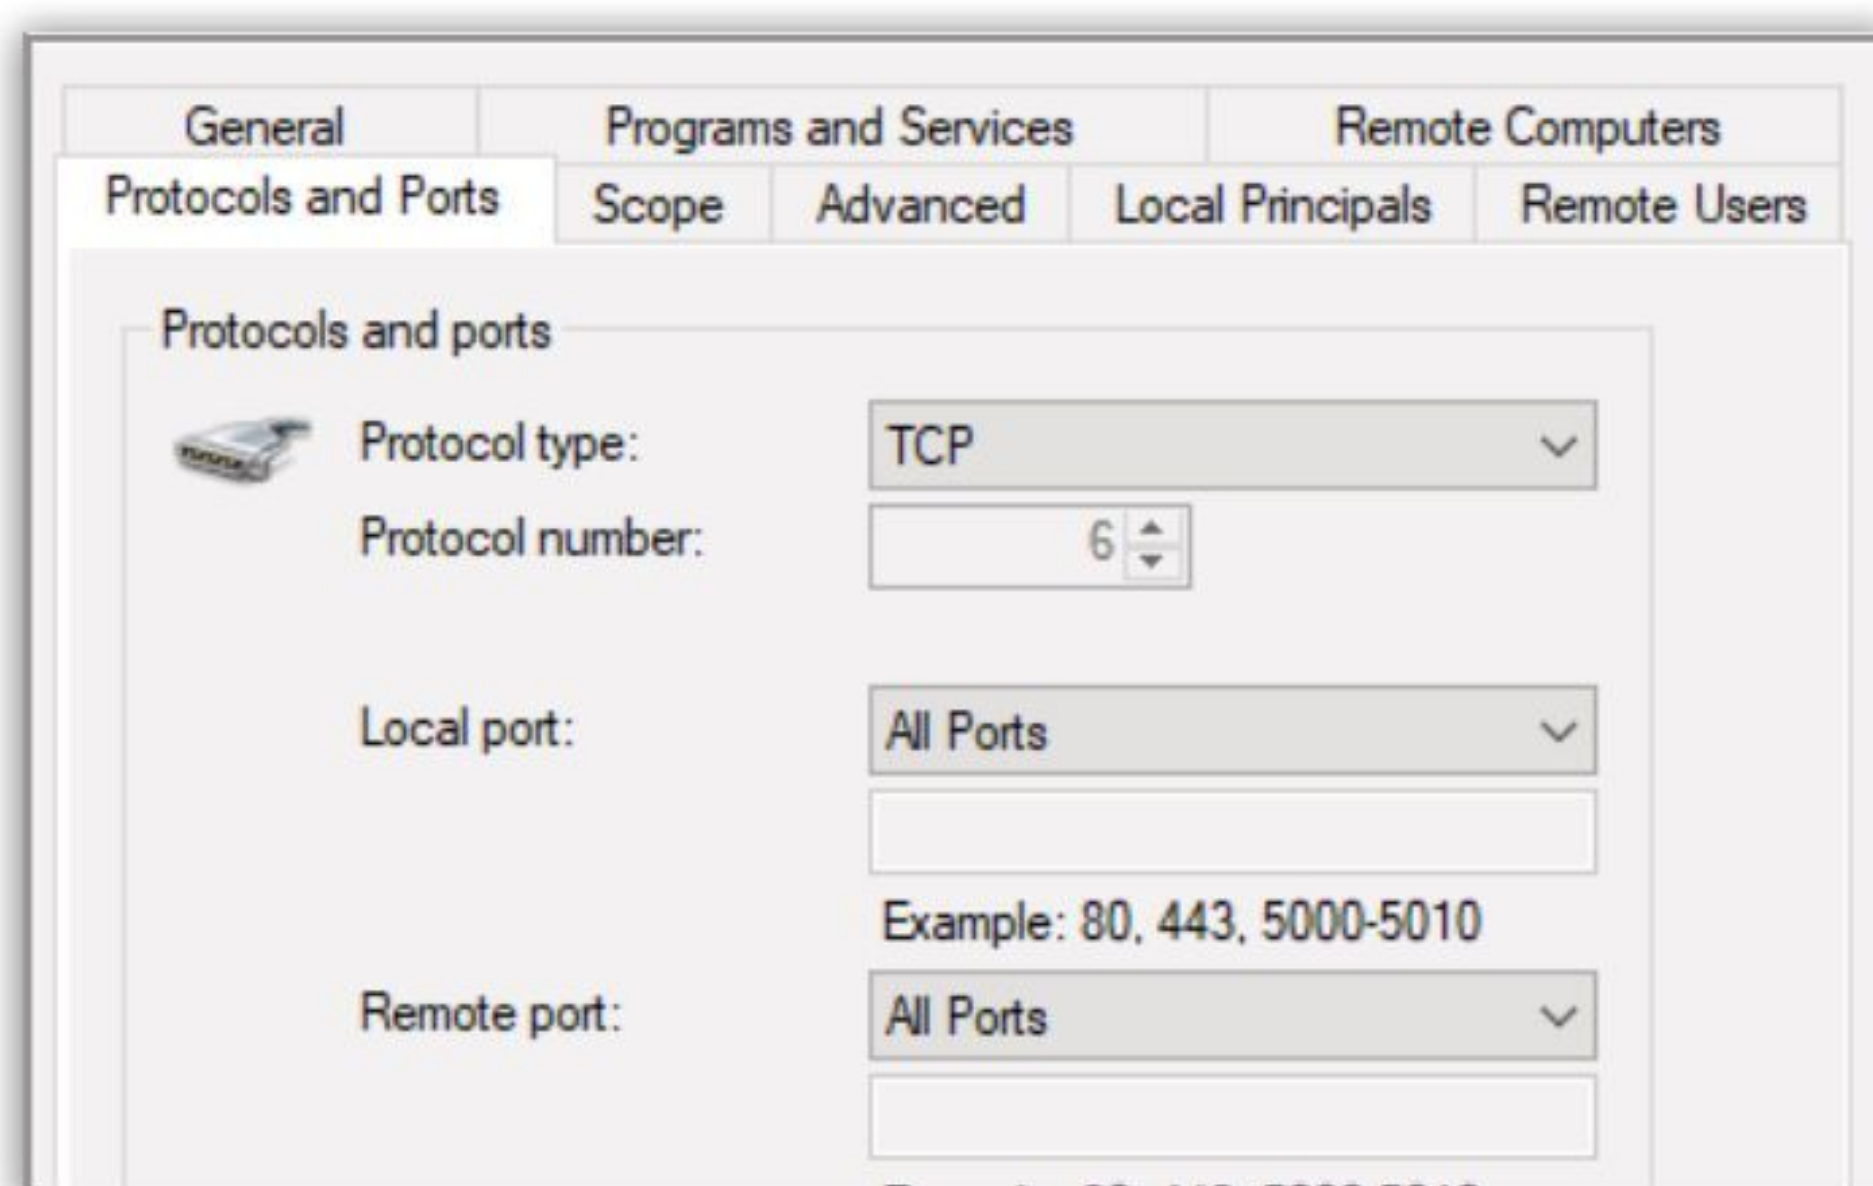 General Programs and Services Remote Computers
Protocols and Ports Scope Advanced Local Principals Remote Users
Protocols and ports
Protocol type: TCP
Protocol number: 6
Local port: All Ports
Example: 80, 443, 5000-5010
Remote port: All Ports